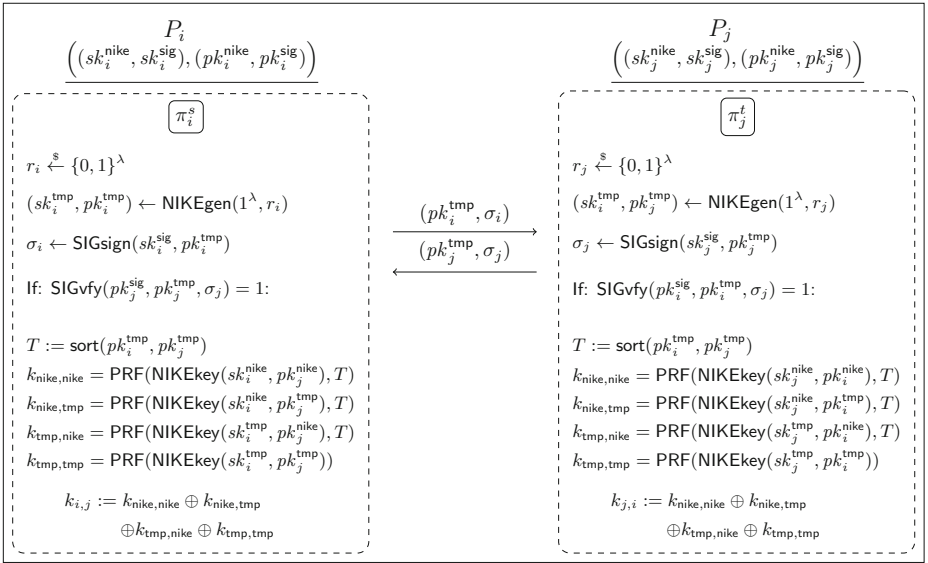 P_i
((sk_i^nike, sk_i^sig), (pk_i^nike, pk_i^sig))
π_i^s
r_i ←$ {0,1}^λ
(sk_i^tmp, pk_i^tmp) ← NIKEgen(1^λ, r_i)
σ_i ← SIGsign(sk_i^sig, pk_i^tmp)
If: SIGvfy(pk_j^sig, pk_j^tmp, σ_j) = 1:
T := sort(pk_i^tmp, pk_j^tmp)
k_nike,nike = PRF(NIKEkey(sk_i^nike, pk_j^nike), T)
k_nike,tmp = PRF(NIKEkey(sk_i^nike, pk_j^tmp), T)
k_tmp,nike = PRF(NIKEkey(sk_i^tmp, pk_j^nike), T)
k_tmp,tmp = PRF(NIKEkey(sk_i^tmp, pk_j^tmp))
k_i,j := k_nike,nike ⊕ k_nike,tmp
⊕k_tmp,nike ⊕ k_tmp,tmp
(pk_i^tmp, σ_i)
(pk_j^tmp, σ_j)
P_j
((sk_j^nike, sk_j^sig), (pk_j^nike, pk_j^sig))
π_j^t
r_j ←$ {0,1}^λ
(sk_i^tmp, pk_j^tmp) ← NIKEgen(1^λ, r_j)
σ_j ← SIGsign(sk_j^sig, pk_j^tmp)
If: SIGvfy(pk_i^sig, pk_i^tmp, σ_j) = 1:
T := sort(pk_i^tmp, pk_j^tmp)
k_nike,nike = PRF(NIKEkey(sk_j^nike, pk_i^nike), T)
k_nike,tmp = PRF(NIKEkey(sk_j^nike, pk_i^tmp), T)
k_tmp,nike = PRF(NIKEkey(sk_j^tmp, pk_i^nike), T)
k_tmp,tmp = PRF(NIKEkey(sk_j^tmp, pk_i^tmp))
k_j,i := k_nike,nike ⊕ k_nike,tmp
⊕k_tmp,nike ⊕ k_tmp,tmp